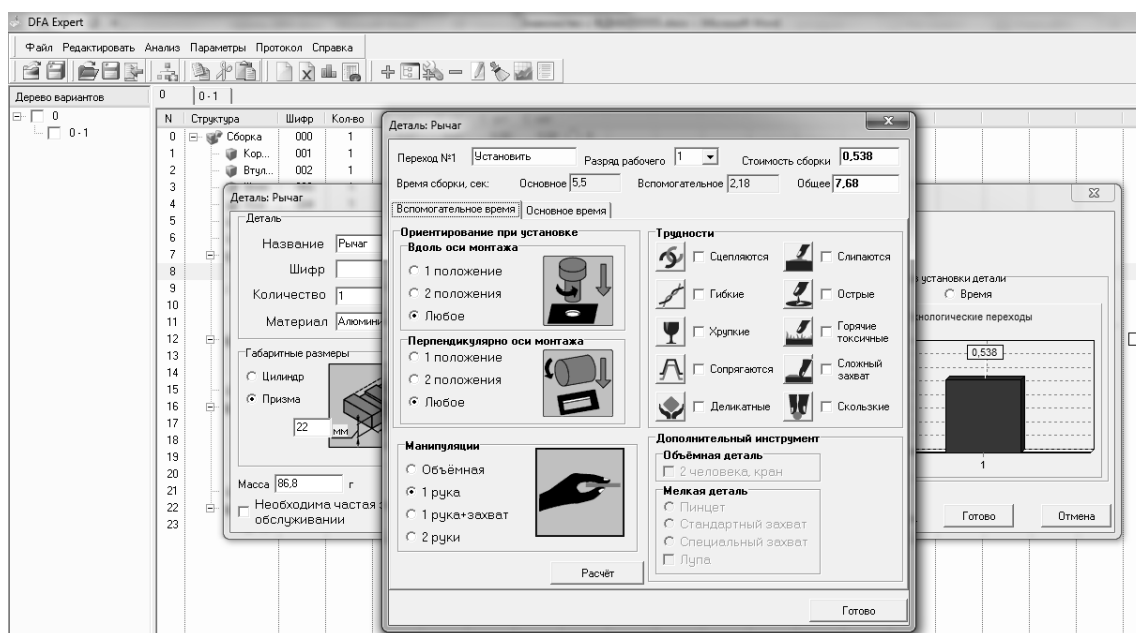 DFA Expert
Файл Редактировать Анализ Параметры Протокол Справка
Дерево вариантов
0
0 - 1
0
0 - 1
N Структура Шифр Кол-во
0 Сборка 000 1
1 Кор... 001 1
2 Втул... 002 1
3
4
5
6
7
8
9
10
11
12
13
14
15
16
17
18
19
20
21
22
23
Деталь: Рычаг
Деталь
Название Рычаг
Шифр
Количество 1
Материал Алюмини
Габаритные размеры
Цилиндр
Призма
22 мм
Масса 86,8 г
Необходима частая
обслуживании
Деталь: Рычаг
Переход №1 Установить Разряд рабочего 1 Стоимость сборки 0,538
Время сборки, сек: Основное 5,5 Вспомогательное 2,18 Общее 7,68
Вспомогательное время Основное время
Ориентирование при установке
Вдоль оси монтажа
1 положение
2 положения
Любое
Перпендикулярно оси монтажа
1 положение
2 положения
Любое
Манипуляции
Объёмная
1 рука
1 рука+захват
2 руки
Расчёт
Трудности
Сцепляются Слипаются
Гибкие Острые
Хрупкие Горячие токсичные
Сопрягаются Сложный захват
Деликатные Скользкие
Дополнительный инструмент
Объёмная деталь
2 человека, кран
Мелкая деталь
Пинцет
Стандартный захват
Специальный захват
Лупа
Готово
установки детали
Время
нологические переходы
0,538
1
Готово Отмена